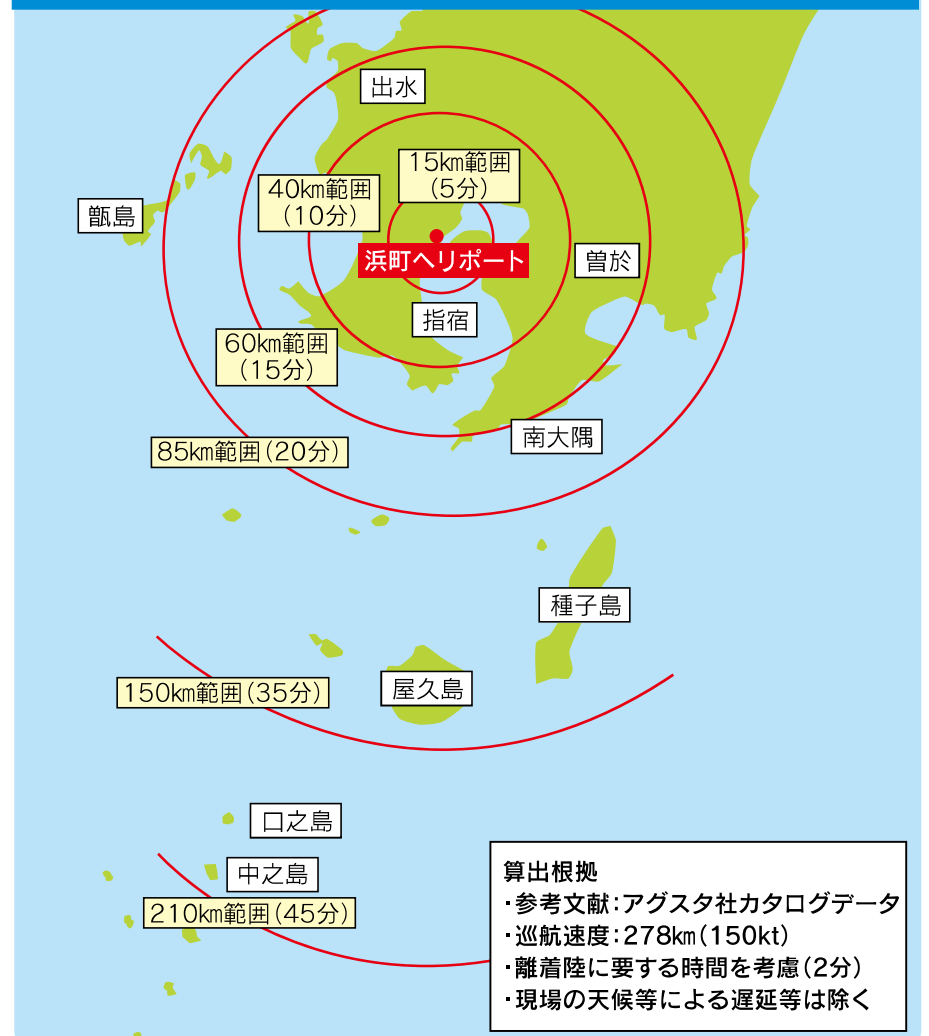 出水
15km範囲
(5分)
40km範囲
(10分)
甑島
浜町ヘリポート
曽於
指宿
60km範囲
(15分)
南大隅
85km範囲(20分)
種子島
屋久島
150km範囲(35分)
口之島
中之島
210km範囲(45分)
算出根拠
・参考文献:アグスタ社カタログデータ
・巡航速度:278km(150kt)
・離着陸に要する時間を考慮(2分)
・現場の天候等による遅延等は除く